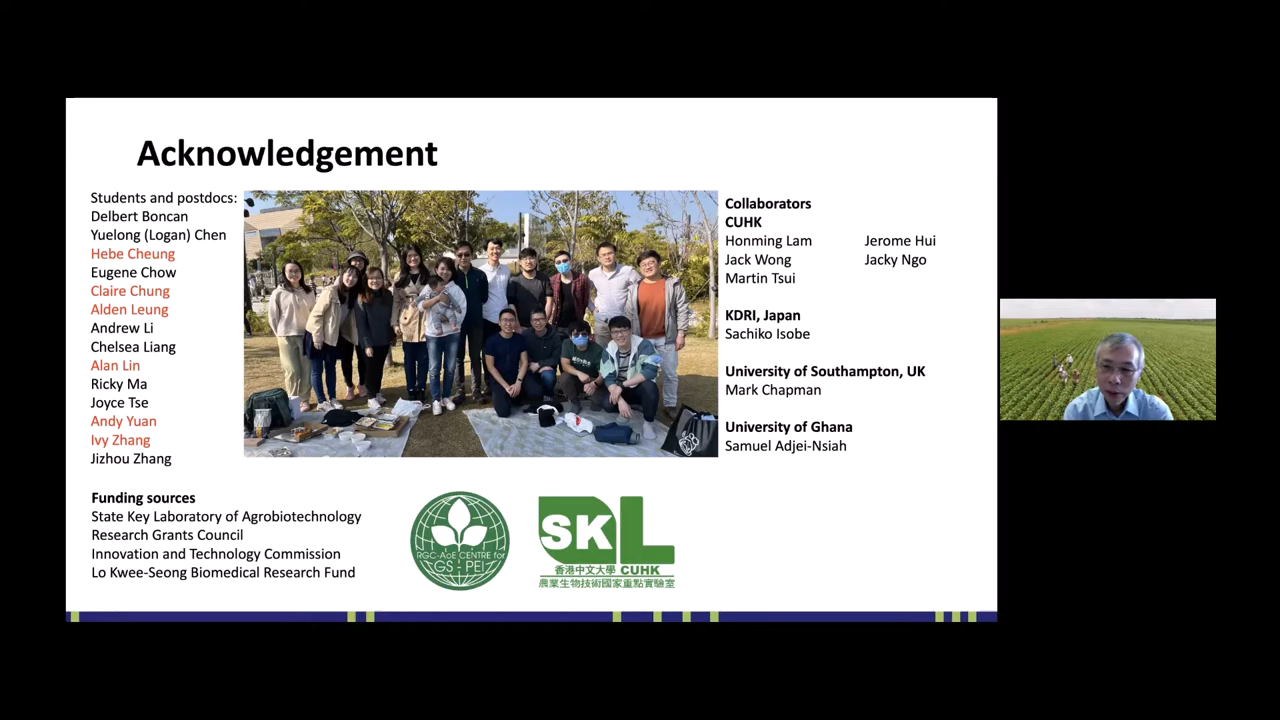 Acknowledgement
Students and postdocs:
Delbert Boncan
Yuelong (Logan) Chen
Hebe Cheung
Eugene Chow
Claire Chung
Alden Leung
Andrew Li
Chelsea Liang
Alan Lin
Ricky Ma
Joyce Tse
Andy Yuan
Ivy Zhang
Jizhou Zhang
Funding sources
State Key Laboratory of Agrobiotechnology
Research Grants Council
Innovation and Technology Commission
Lo Kwee-Seong Biomedical Research Fund
Collaborators
CUHK
Honming Lam Jerome Hui
Jack Wong Jacky Ngo
Martin Tsui
KDRI, Japan
Sachiko Isobe
University of Southampton, UK
Mark Chapman
University of Ghana
Samuel Adjei-Nsiah
RGC-AoE CENTRE for
GS - PEI
SKL
香港中文大學 CUHK
農業生物技術國家重點實驗室